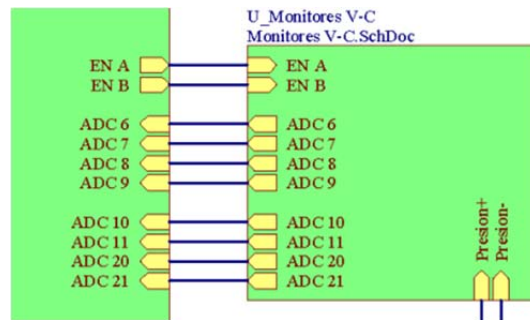 U_Monitores V-C
Monitores V-C.SchDoc
EN A EN A
EN B EN B
ADC 6 ADC 6
ADC 7 ADC 7
ADC 8 ADC 8
ADC 9 ADC 9
ADC 10 ADC 10
ADC 11 ADC 11
ADC 20 ADC 20
ADC 21 ADC 21
Presion+
Presion-